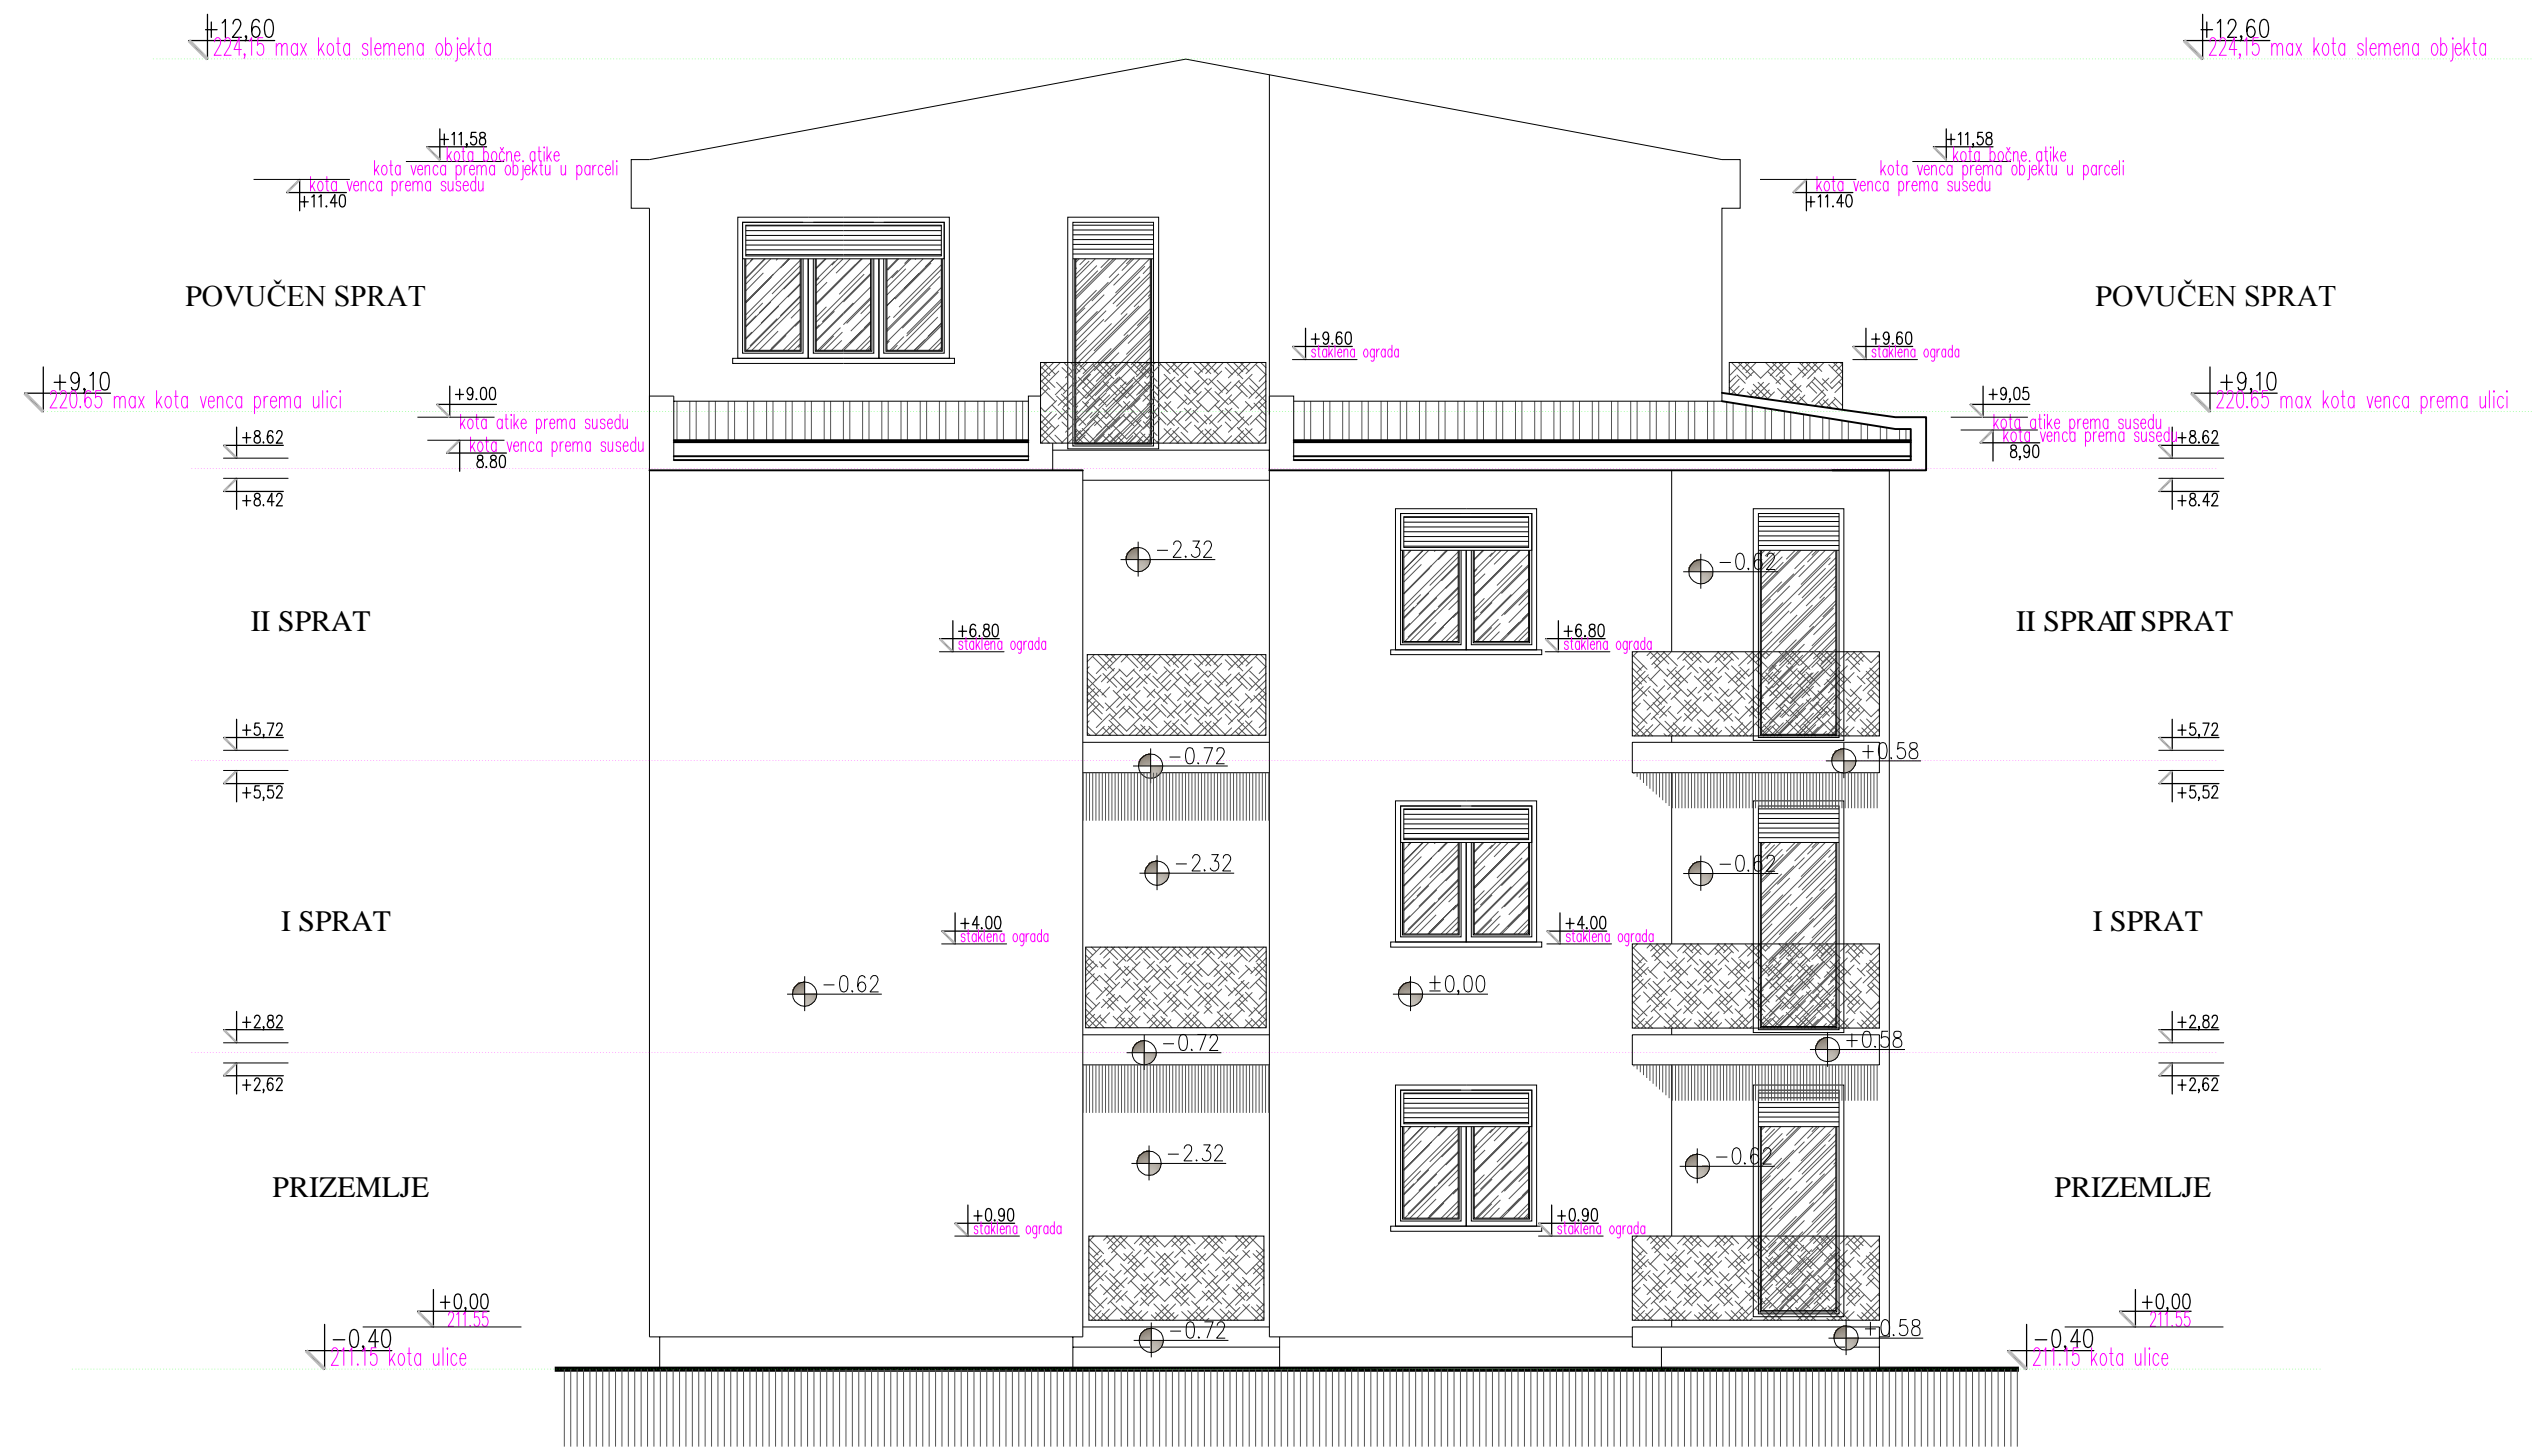 +12,60
224,15 max kota slemena objekta
+12,60
224,15 max kota slemena objekta
+11,58
kota bočne atike
kota venca prema objektu u parceli
kota venca prema susedu
+11.40
+11,58
kota bočne atike
kota venca prema objektu u parceli
kota venca prema susedu
+11.40
POVUČEN SPRAT
POVUČEN SPRAT
+9.60
staklena ograda
+9.60
staklena ograda
+9,10
220.65 max kota venca prema ulici
+9.00
kota atike prema susedu
kota venca prema susedu
8.80
+9,05
kota atike prema susedu
kota venca prema susedu
8,90
+9,10
220.65 max kota venca prema ulici
+8.62
+8.42
+8.62
+8.42
-2.32
-0.62
II SPRAT
II SPRAT
II SPRAT
+6.80
staklena ograda
+6.80
staklena ograda
+5,72
+5,52
-0.72
+0.58
+5,72
+5,52
-2.32
-0.62
I SPRAT
I SPRAT
+4.00
staklena ograda
+4.00
staklena ograda
-0.62
±0,00
+2,82
+2,62
-0.72
+0.58
+2,82
+2,62
-2.32
-0.62
PRIZEMLJE
PRIZEMLJE
+0.90
staklena ograda
+0.90
staklena ograda
+0,00
211.55
+0,00
211.55
-0,40
211.15 kota ulice
-0.72
+0.58
-0,40
211.15 kota ulice